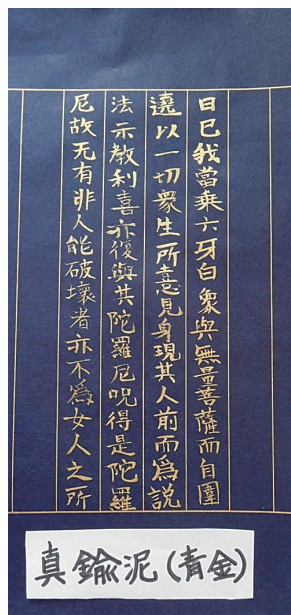 日已我當乗六牙白象與無量菩薩而自圍
遶以一切衆生所憙見身現其人前而爲説
法示教利喜亦復與其陀羅尼呪得是陀羅
尼故无有非人能破壞者亦不爲女人之所
真鍮泥(青金)